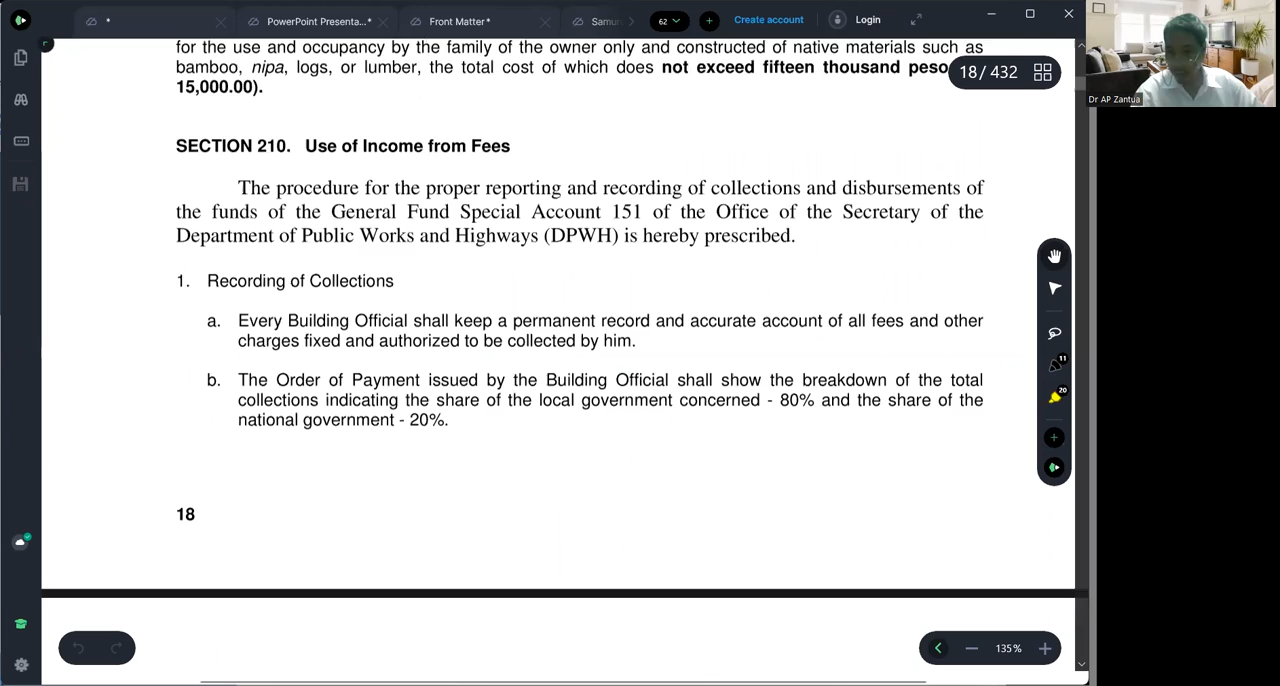 *
PowerPoint Presenta...*
Front Matter*
Samu
62
Create account
Login
for the use and occupancy by the family of the owner only and constructed of native materials such as
bamboo, nipa, logs, or lumber, the total cost of which does not exceed fifteen thousand peso
15,000.00).
18 / 432
Dr AP Zantua
SECTION 210. Use of Income from Fees
The procedure for the proper reporting and recording of collections and disbursements of
the funds of the General Fund Special Account 151 of the Office of the Secretary of the
Department of Public Works and Highways (DPWH) is hereby prescribed.
1. Recording of Collections
a. Every Building Official shall keep a permanent record and accurate account of all fees and other
charges fixed and authorized to be collected by him.
b. The Order of Payment issued by the Building Official shall show the breakdown of the total
collections indicating the share of the local government concerned - 80% and the share of the
national government - 20%.
11
20
18
135%